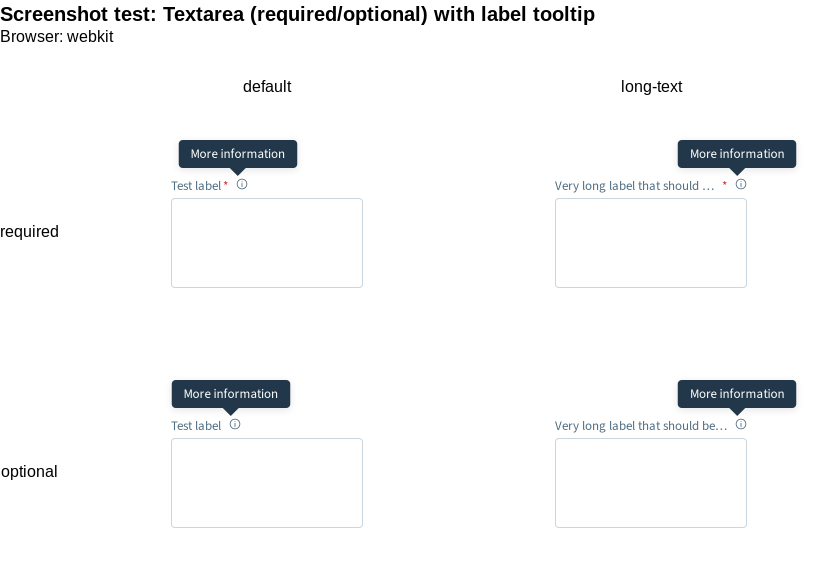 Screenshot test: Textarea (required/optional) with label tooltip
Browser: webkit
default long-text
More information More information
Test label * Very long label that should … *
required
More information More information
Test label Very long label that should be…
optional